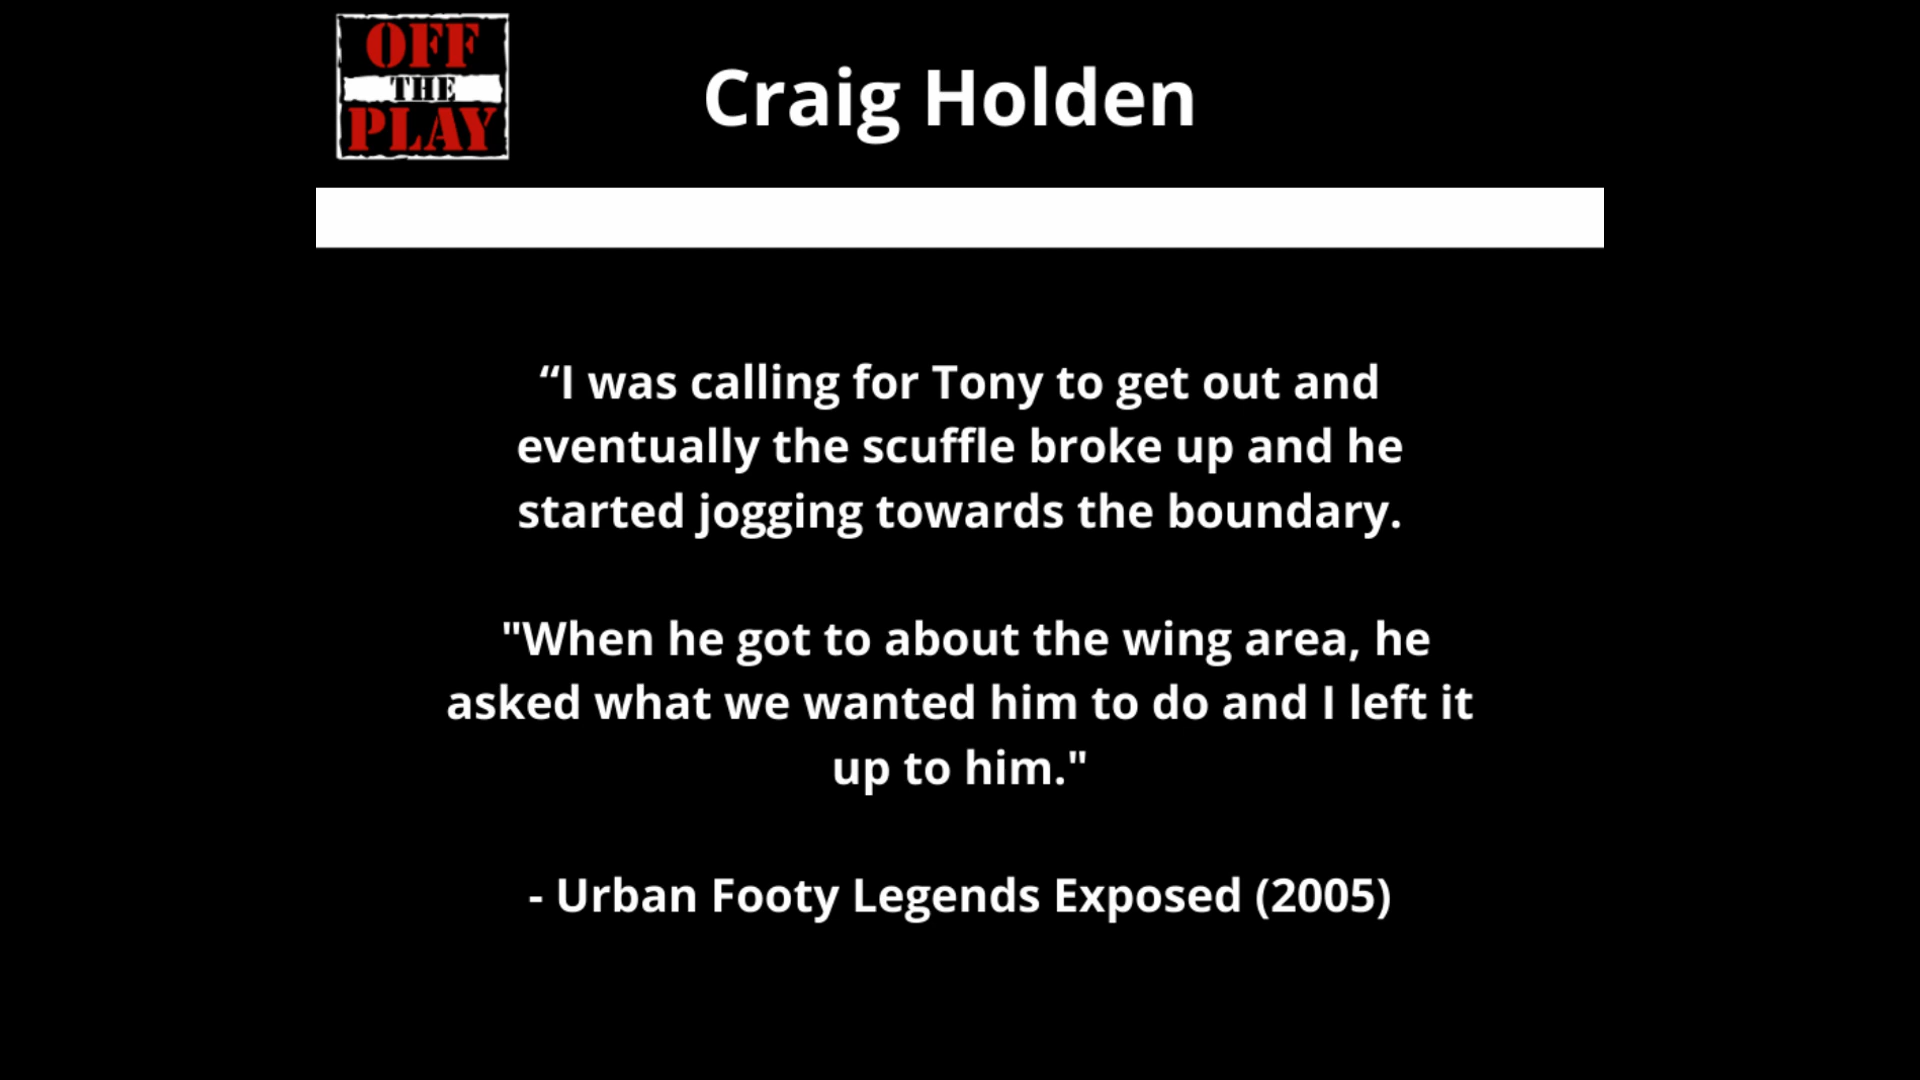 OFF
THE
PLAY
Craig Holden
“I was calling for Tony to get out and
eventually the scuffle broke up and he
started jogging towards the boundary.
"When he got to about the wing area, he
asked what we wanted him to do and I left it
up to him."
- Urban Footy Legends Exposed (2005)